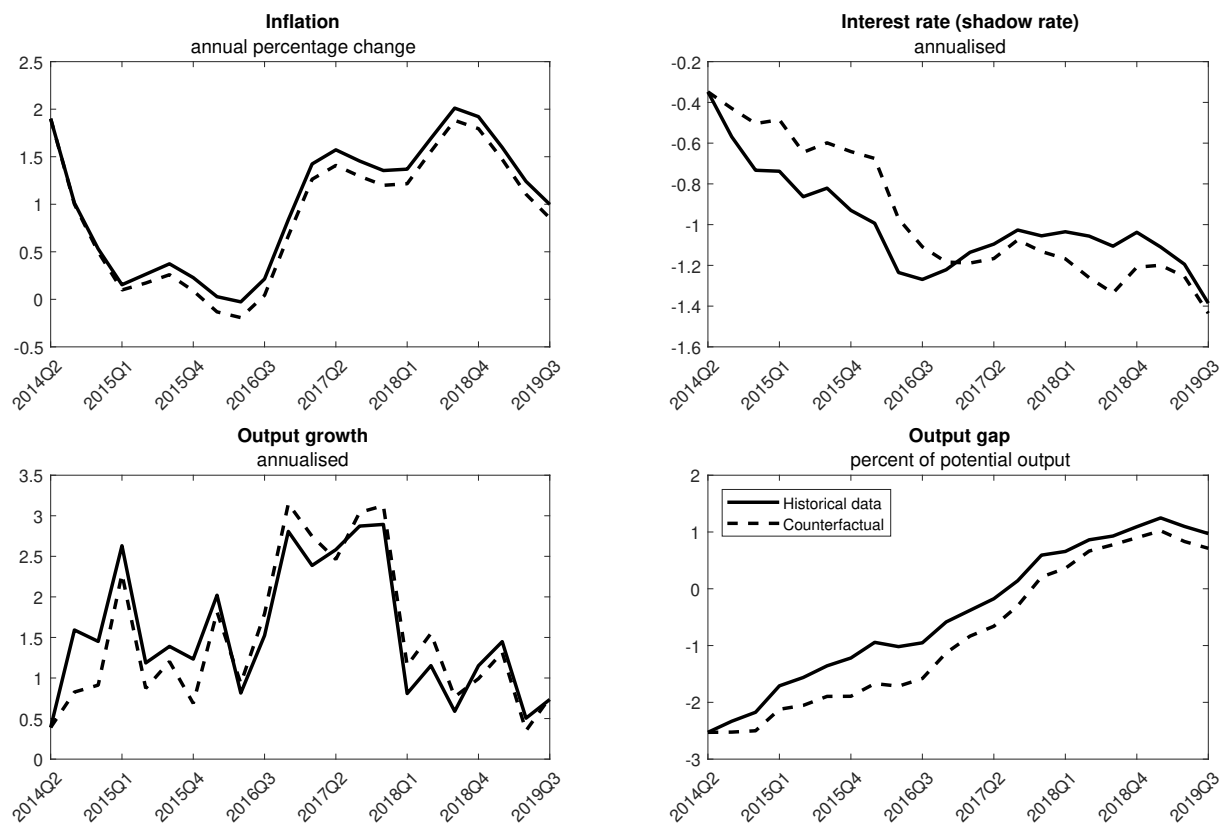 Inflation
annual percentage change
2.5
2
1.5
1
0.5
0
-0.5
2014Q2
2015Q1
2015Q4
2016Q3
2017Q2
2018Q1
2018Q4
2019Q3
Interest rate (shadow rate)
annualised
-0.2
-0.4
-0.6
-0.8
-1
-1.2
-1.4
-1.6
2014Q2
2015Q1
2015Q4
2016Q3
2017Q2
2018Q1
2018Q4
2019Q3
Output growth
annualised
3.5
3
2.5
2
1.5
1
0.5
0
2014Q2
2015Q1
2015Q4
2016Q3
2017Q2
2018Q1
2018Q4
2019Q3
Output gap
percent of potential output
2
1
0
-1
-2
-3
Historical data
Counterfactual
2014Q2
2015Q1
2015Q4
2016Q3
2017Q2
2018Q1
2018Q4
2019Q3